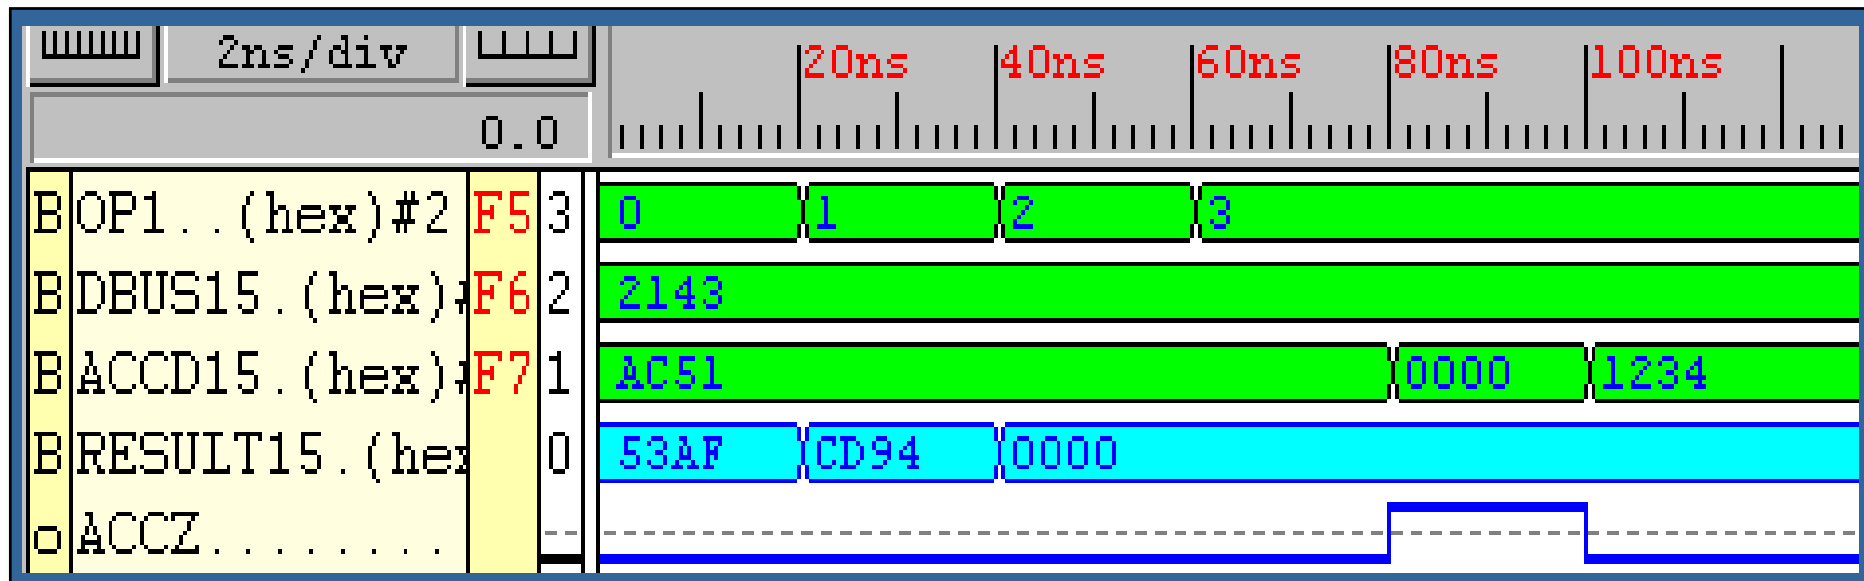 2ns/div
20ns 40ns 60ns 80ns 100ns
0.0
B OP1..(hex)#2 F5 3 0 1 2 3
B DBUS15.(hex)# F6 2 2143
B ACCD15.(hex)# F7 1 AC51 0000 1234
B RESULT15.(hex 0 53AF CD94 0000
o ACCZ........